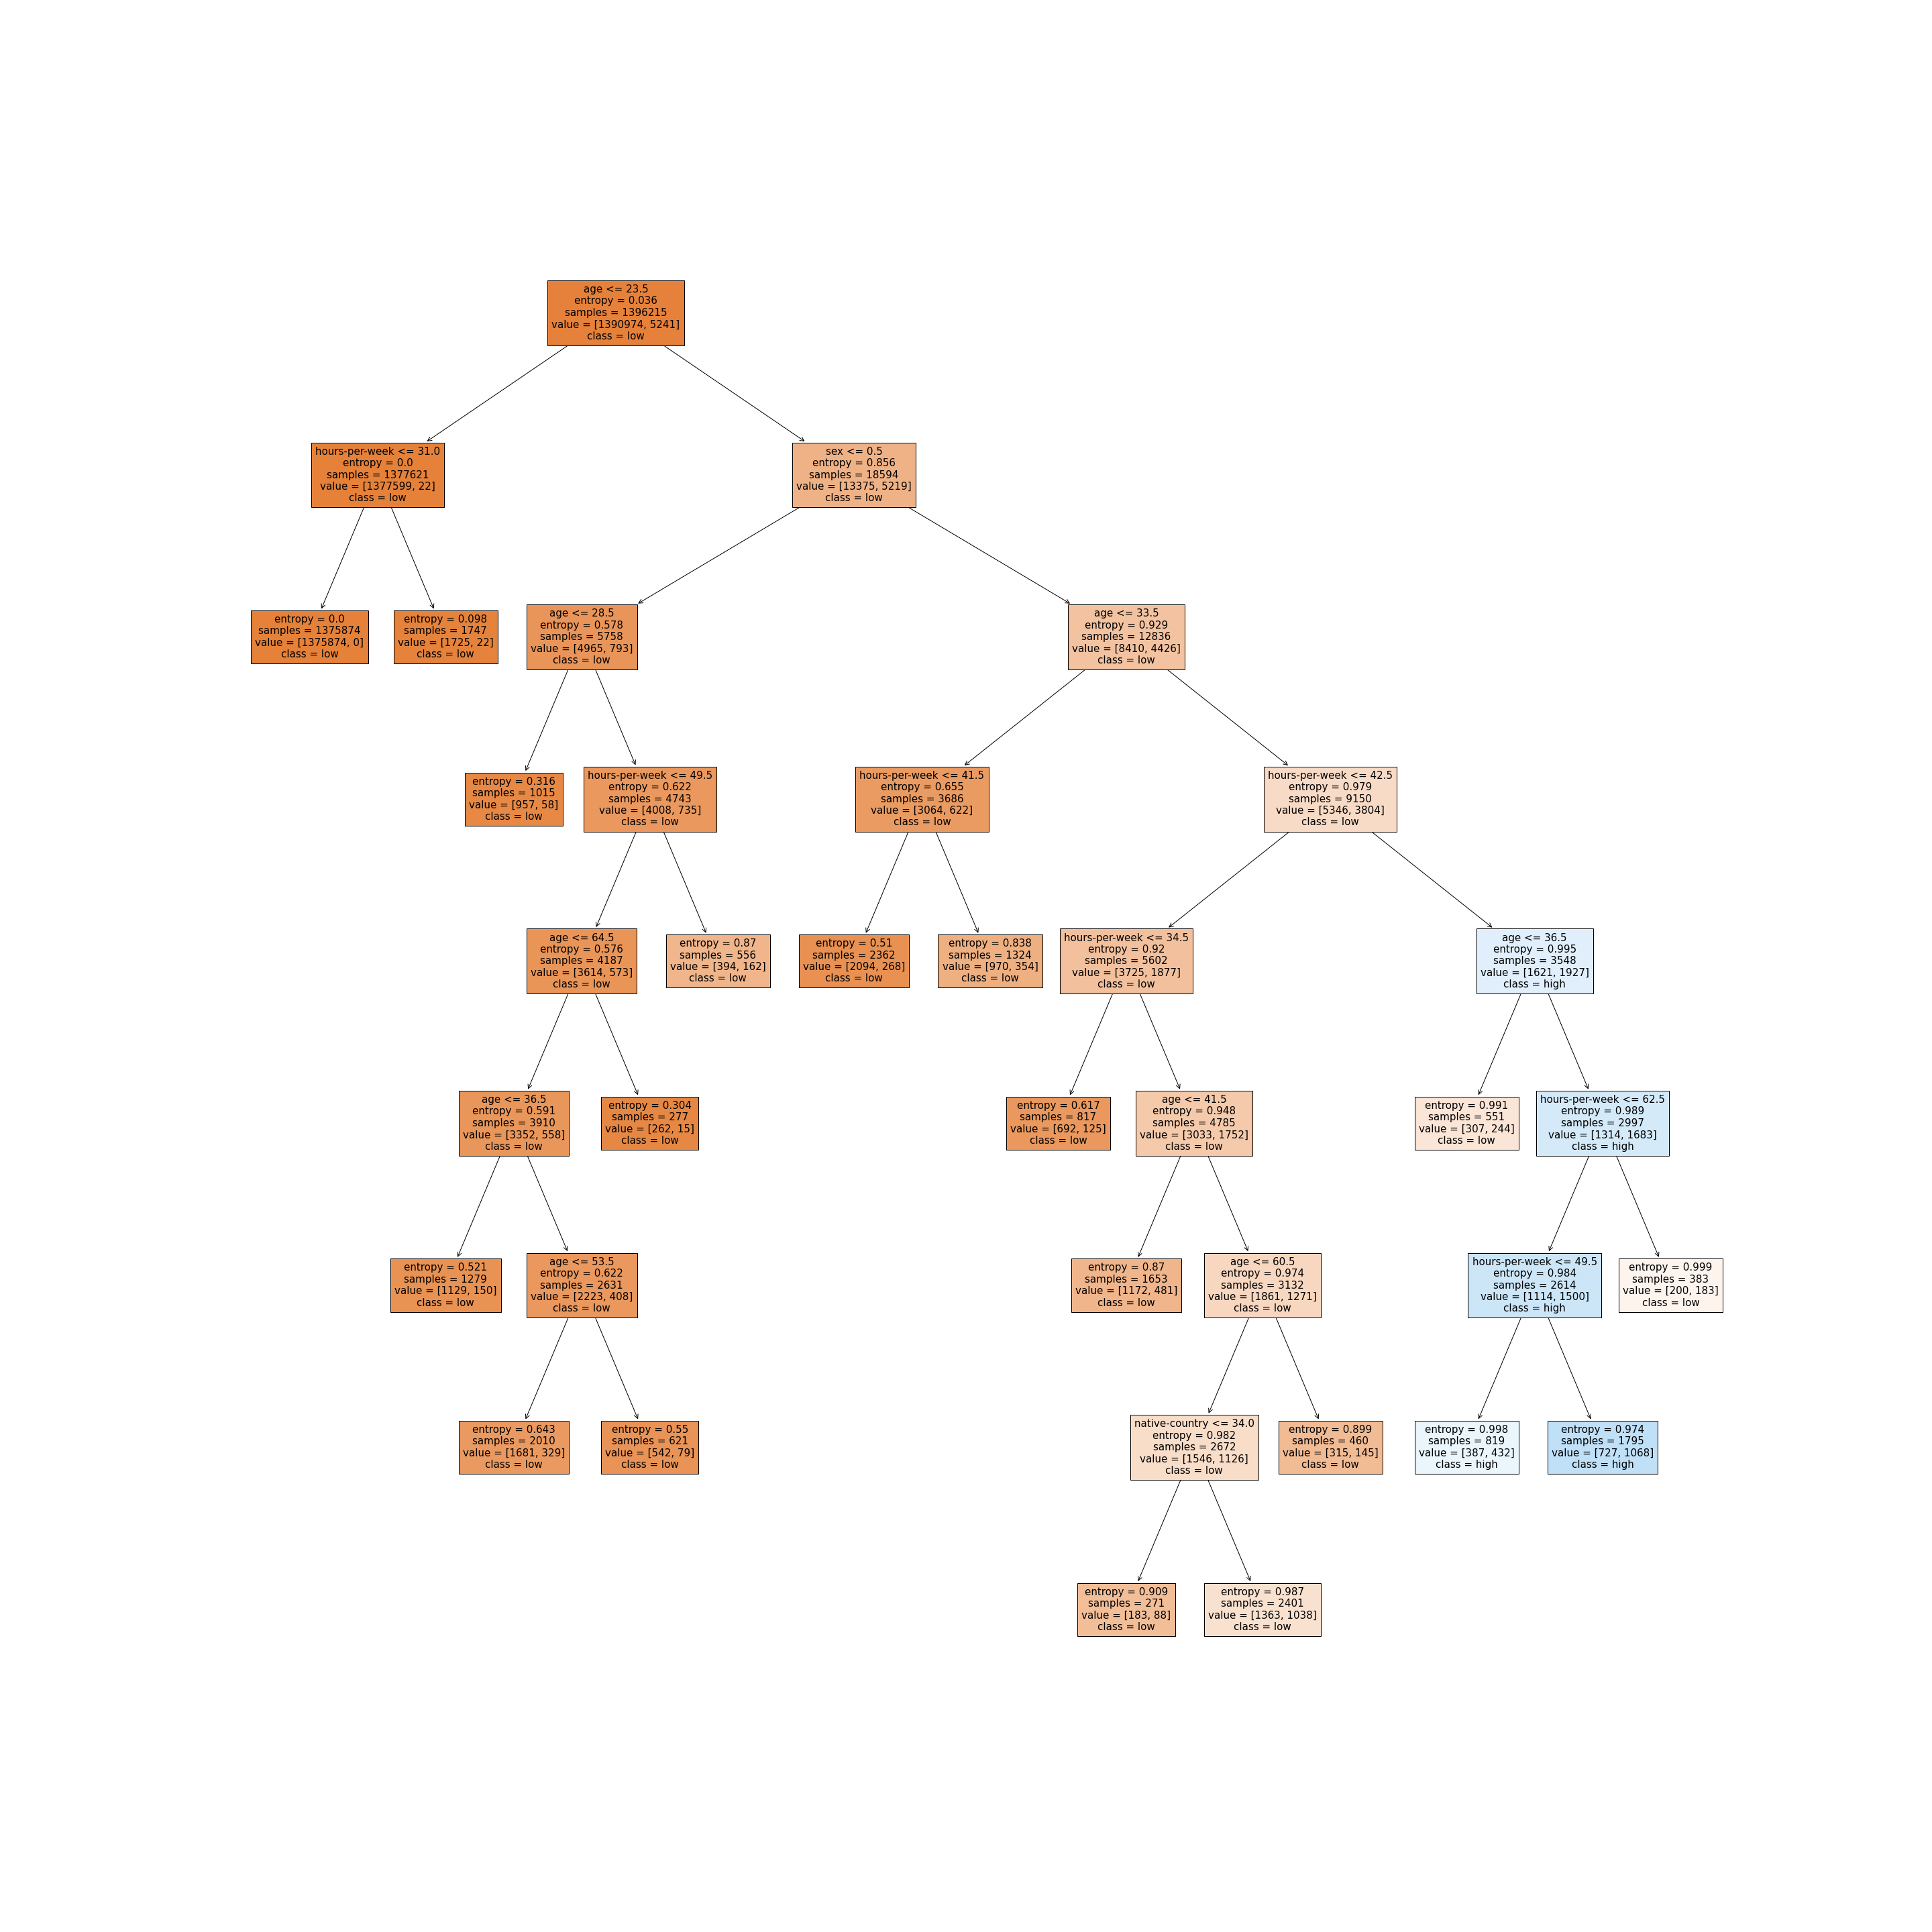 age <= 23.5
entropy = 0.036
samples = 1396215
value = [1390974, 5241]
class = low
hours-per-week <= 31.0
entropy = 0.0
samples = 1377621
value = [1377599, 22]
class = low
sex <= 0.5
entropy = 0.856
samples = 18594
value = [13375, 5219]
class = low
entropy = 0.0
samples = 1375874
value = [1375874, 0]
class = low
entropy = 0.098
samples = 1747
value = [1725, 22]
class = low
age <= 28.5
entropy = 0.578
samples = 5758
value = [4965, 793]
class = low
age <= 33.5
entropy = 0.929
samples = 12836
value = [8410, 4426]
class = low
entropy = 0.316
samples = 1015
value = [957, 58]
class = low
hours-per-week <= 49.5
entropy = 0.622
samples = 4743
value = [4008, 735]
class = low
hours-per-week <= 41.5
entropy = 0.655
samples = 3686
value = [3064, 622]
class = low
hours-per-week <= 42.5
entropy = 0.979
samples = 9150
value = [5346, 3804]
class = low
age <= 64.5
entropy = 0.576
samples = 4187
value = [3614, 573]
class = low
entropy = 0.87
samples = 556
value = [394, 162]
class = low
entropy = 0.51
samples = 2362
value = [2094, 268]
class = low
entropy = 0.838
samples = 1324
value = [970, 354]
class = low
hours-per-week <= 34.5
entropy = 0.92
samples = 5602
value = [3725, 1877]
class = low
age <= 36.5
entropy = 0.995
samples = 3548
value = [1621, 1927]
class = high
age <= 36.5
entropy = 0.591
samples = 3910
value = [3352, 558]
class = low
entropy = 0.304
samples = 277
value = [262, 15]
class = low
entropy = 0.617
samples = 817
value = [692, 125]
class = low
age <= 41.5
entropy = 0.948
samples = 4785
value = [3033, 1752]
class = low
entropy = 0.991
samples = 551
value = [307, 244]
class = low
hours-per-week <= 62.5
entropy = 0.989
samples = 2997
value = [1314, 1683]
class = high
entropy = 0.521
samples = 1279
value = [1129, 150]
class = low
age <= 53.5
entropy = 0.622
samples = 2631
value = [2223, 408]
class = low
entropy = 0.87
samples = 1653
value = [1172, 481]
class = low
age <= 60.5
entropy = 0.974
samples = 3132
value = [1861, 1271]
class = low
hours-per-week <= 49.5
entropy = 0.984
samples = 2614
value = [1114, 1500]
class = high
entropy = 0.999
samples = 383
value = [200, 183]
class = low
entropy = 0.643
samples = 2010
value = [1681, 329]
class = low
entropy = 0.55
samples = 621
value = [542, 79]
class = low
native-country <= 34.0
entropy = 0.982
samples = 2672
value = [1546, 1126]
class = low
entropy = 0.899
samples = 460
value = [315, 145]
class = low
entropy = 0.998
samples = 819
value = [387, 432]
class = high
entropy = 0.974
samples = 1795
value = [727, 1068]
class = high
entropy = 0.909
samples = 271
value = [183, 88]
class = low
entropy = 0.987
samples = 2401
value = [1363, 1038]
class = low